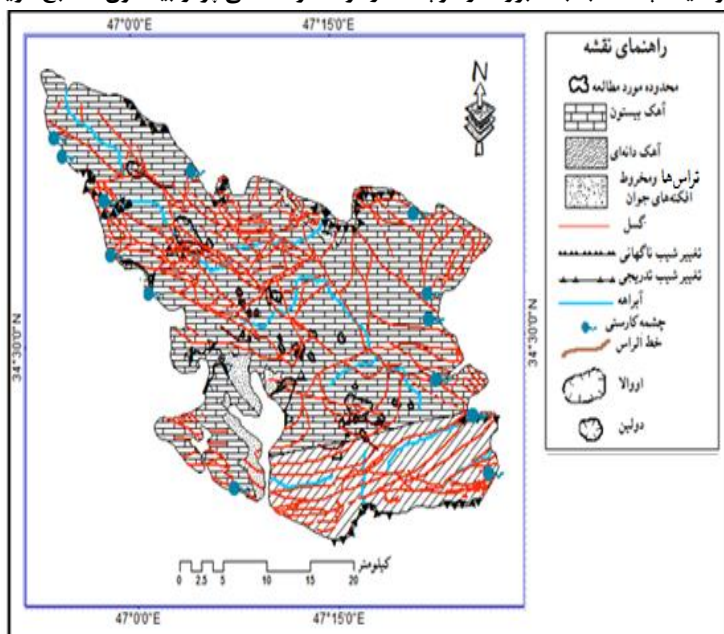 47°0'0"E 47°15'0"E
34°30'0"N
34°30'0"N
N
راهنمای نقشه
محدوده مورد مطالعه
آهک بیستون
آهک دانه‌ای
تراس‌ها ومخروط
افکنه‌های جوان
گسل
تغییر شیب ناگهانی
تغییر شیب تدریجی
آبراهه
چشمه کارستی
خط الراس
اووالا
دولین
کیلومتر
0 2.5 5 10 15 20
47°0'0"E 47°15'0"E